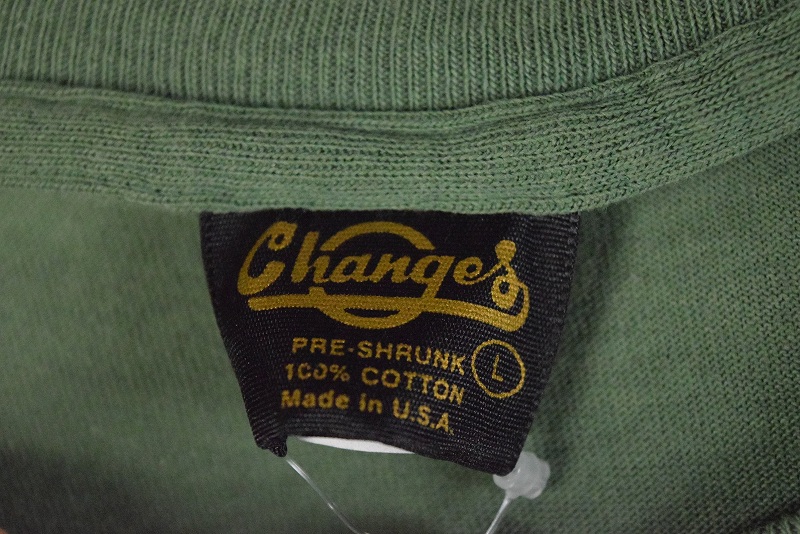 Changes
PRE-SHRUNK
100% COTTON
Made in U.S.A.
L